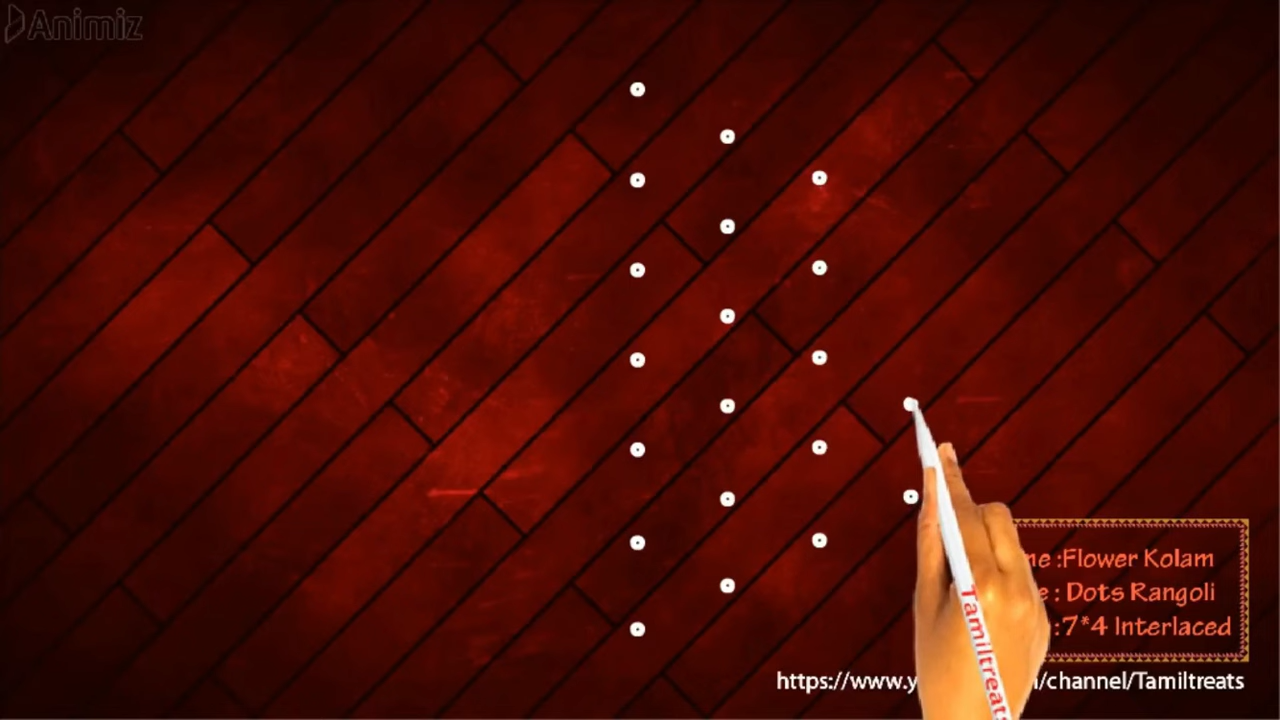 Animiz
me :Flower Kolam
e : Dots Rangoli
:7*4 Interlaced
https://www.y m/channel/Tamiltreats
Tamiltreats